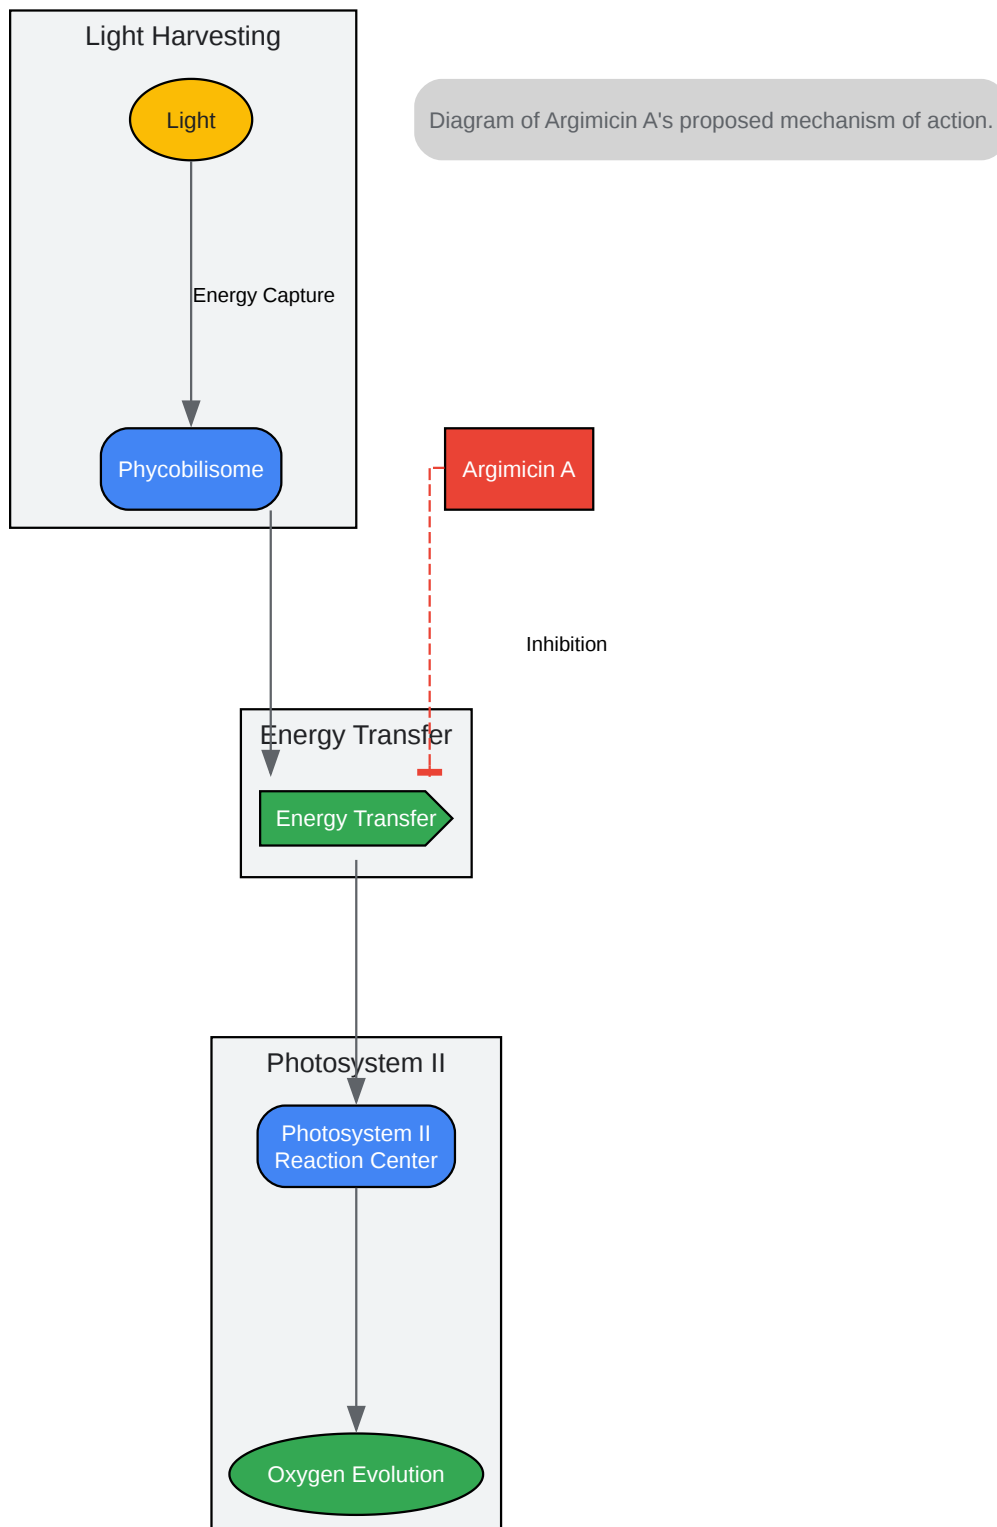 Light Harvesting
Light
Diagram of Argimicin A's proposed mechanism of action.
Energy Capture
Phycobilisome
Argimicin A
Inhibition
Energy Transfer
Energy Transfer
Photosystem II
Photosystem II
Reaction Center
Oxygen Evolution